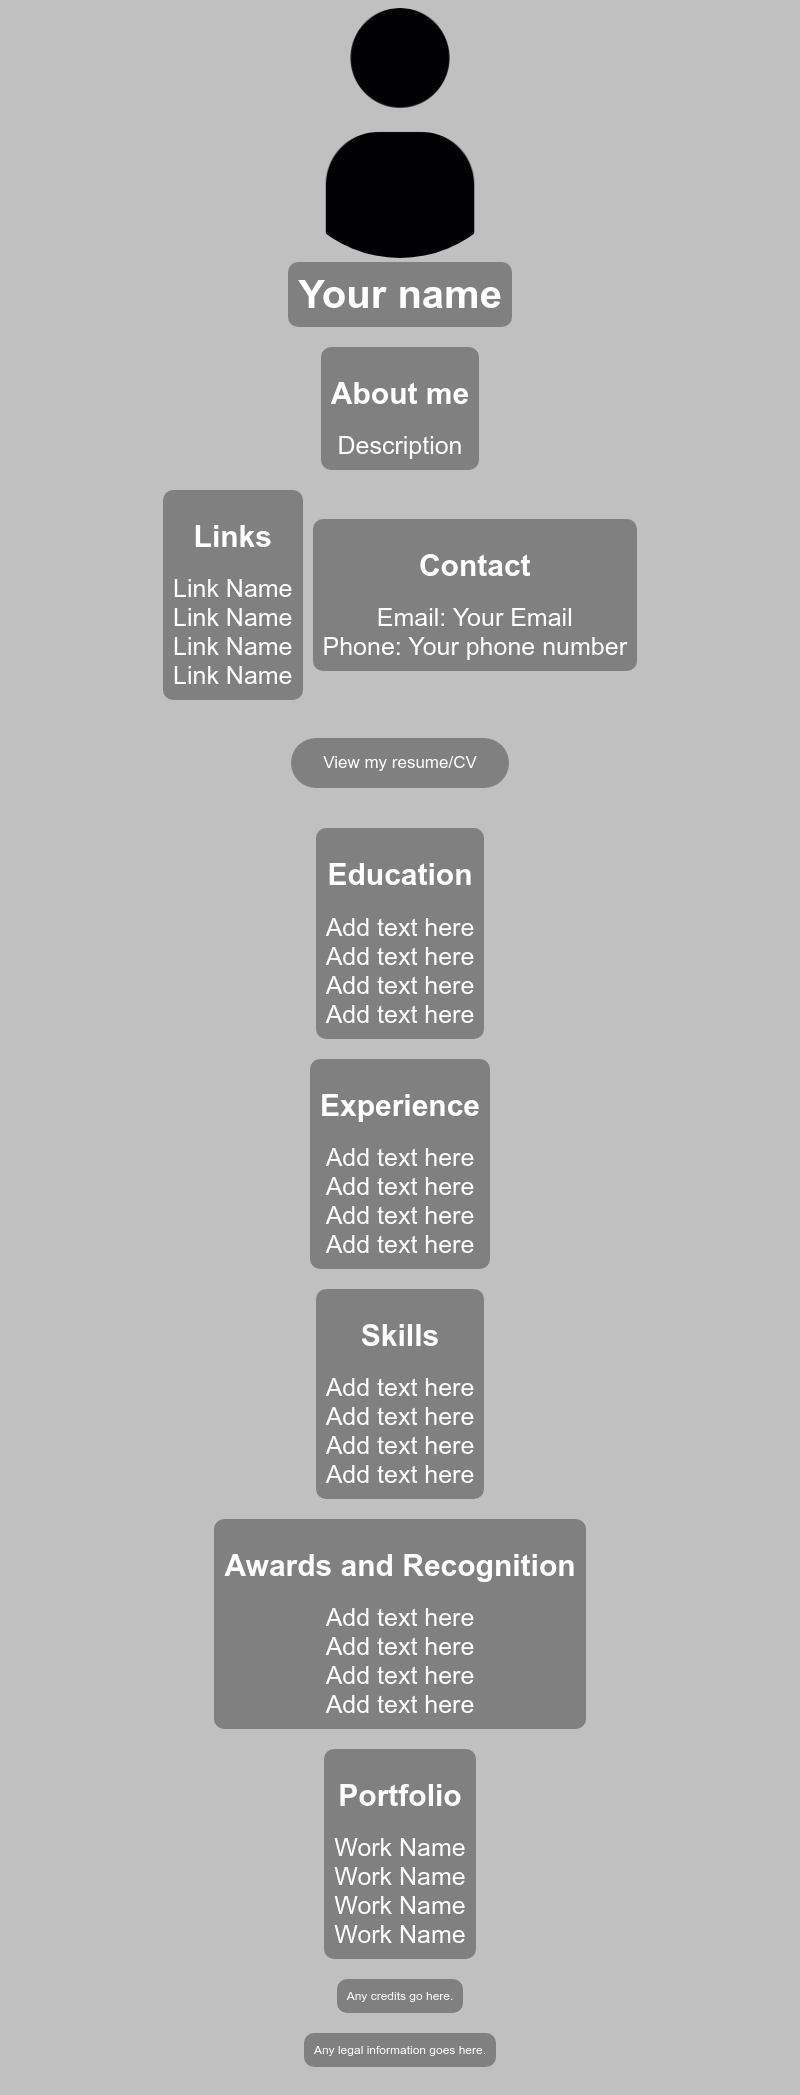 Your name
About me
Description
Links
Link Name
Link Name
Link Name
Link Name
Contact
Email: Your Email
Phone: Your phone number
View my resume/CV
Education
Add text here
Add text here
Add text here
Add text here
Experience
Add text here
Add text here
Add text here
Add text here
Skills
Add text here
Add text here
Add text here
Add text here
Awards and Recognition
Add text here
Add text here
Add text here
Add text here
Portfolio
Work Name
Work Name
Work Name
Work Name
Any credits go here.
Any legal information goes here.